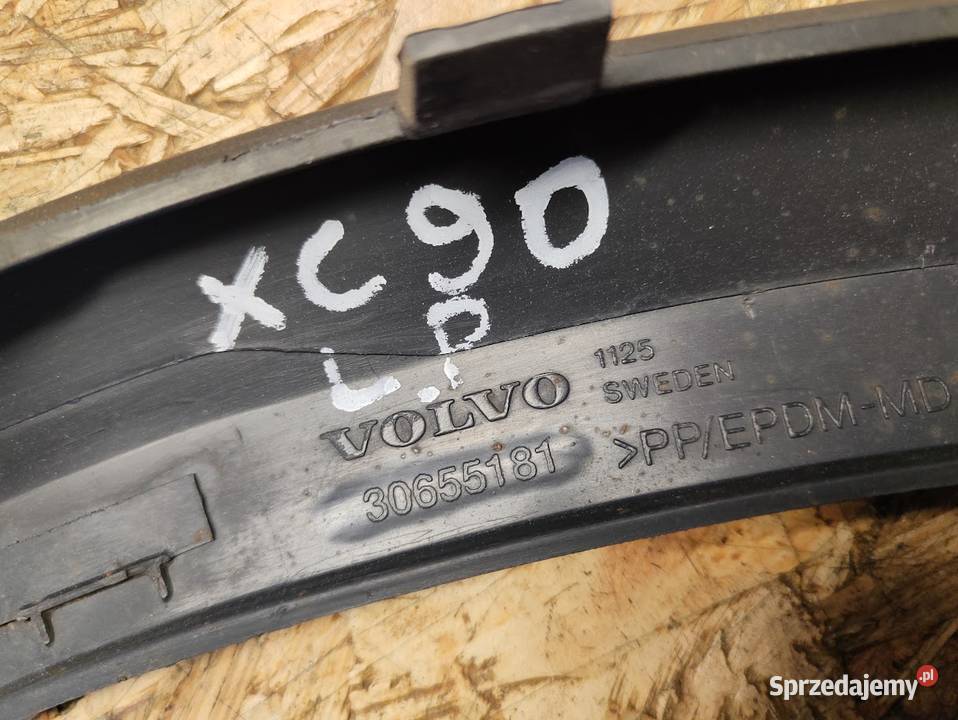 XC90
L.P
VOLVO
1125
SWEDEN
30655181
>PP/EPDM-MD
Sprzedajemy.pl